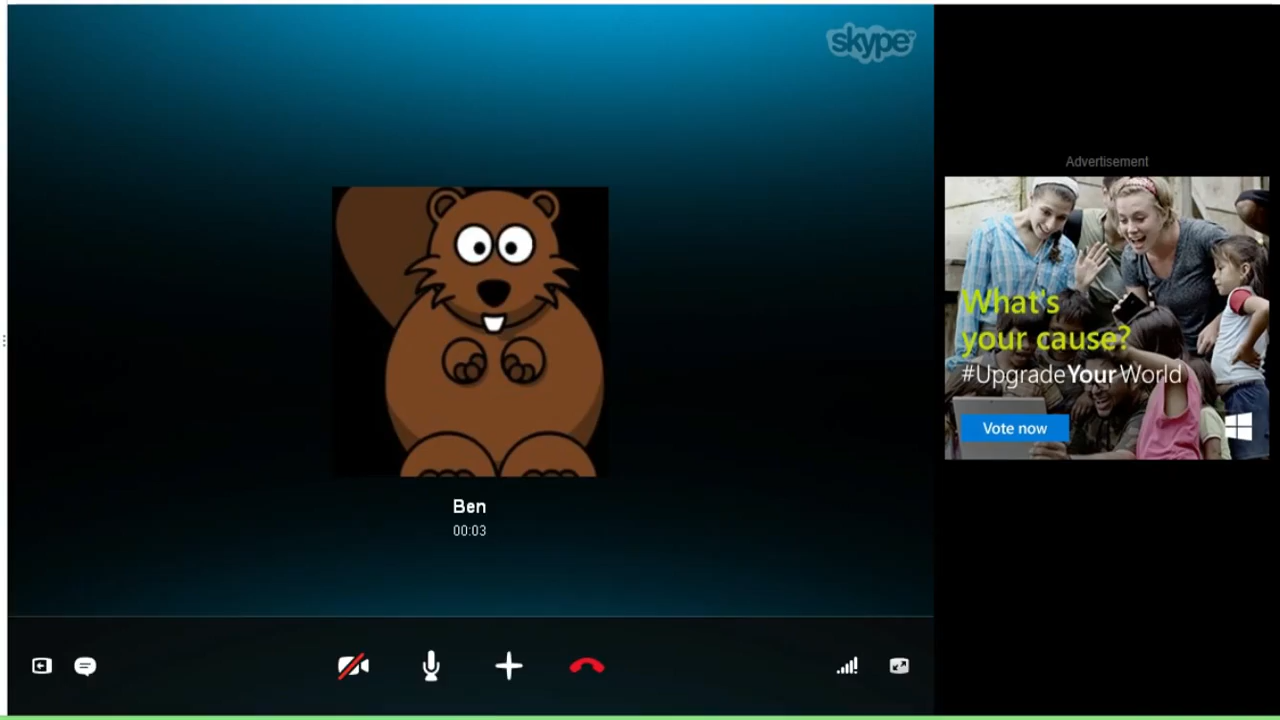 skype
Ben
00:03
Advertisement
What's
your cause?
#UpgradeYourWorld
Vote now